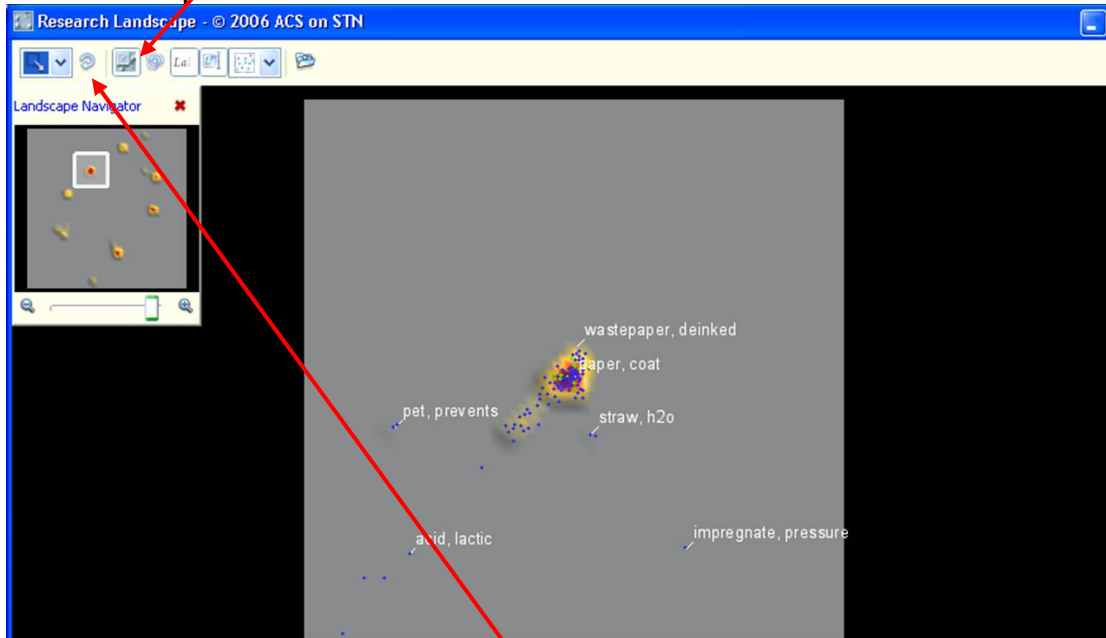 Research Landscape - © 2006 ACS on STN
Landscape Navigator
wastepaper, deinked
paper, coat
pet, prevents
straw, h2o
acid, lactic
impregnate, pressure